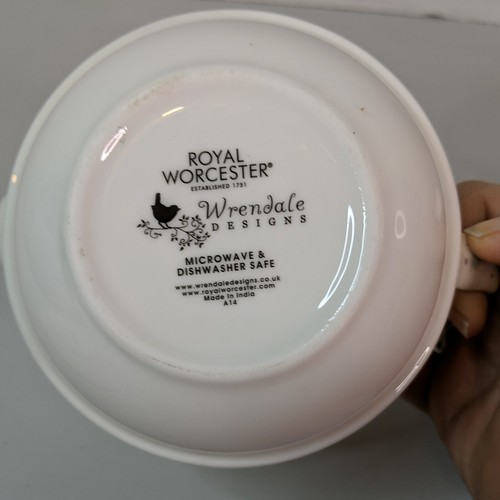 ROYAL
WORCESTER®
ESTABLISHED 1751
Wrendale
DESIGNS
MICROWAVE &
DISHWASHER SAFE
www.wrendaledesigns.co.uk
www.royalworcester.com
Made In India
A14